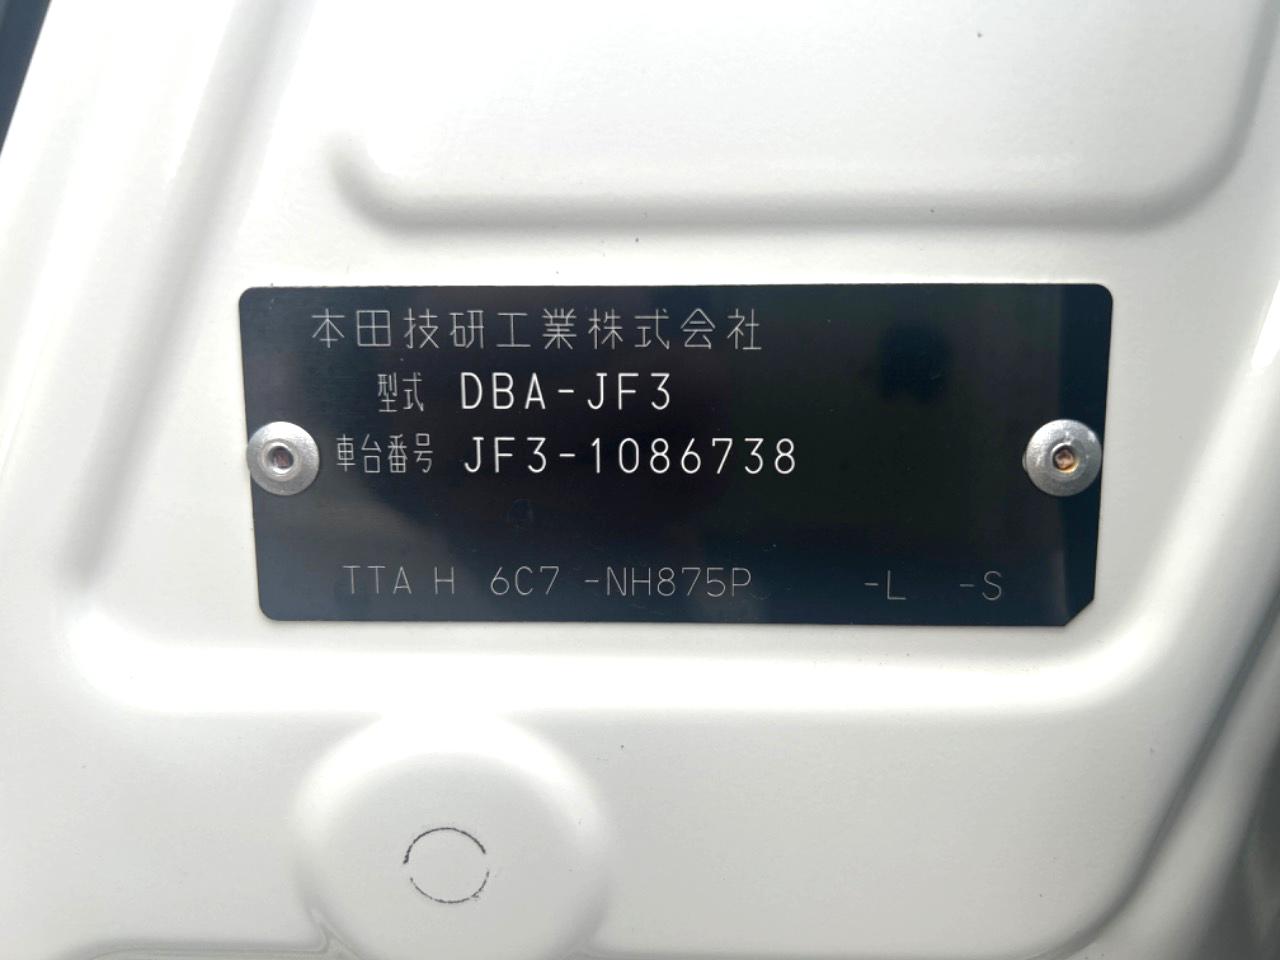 本田技研工業株式会社
型式 DBA-JF3
車台番号 JF3-1086738
TTA H 6C7 -NH875P -L -S